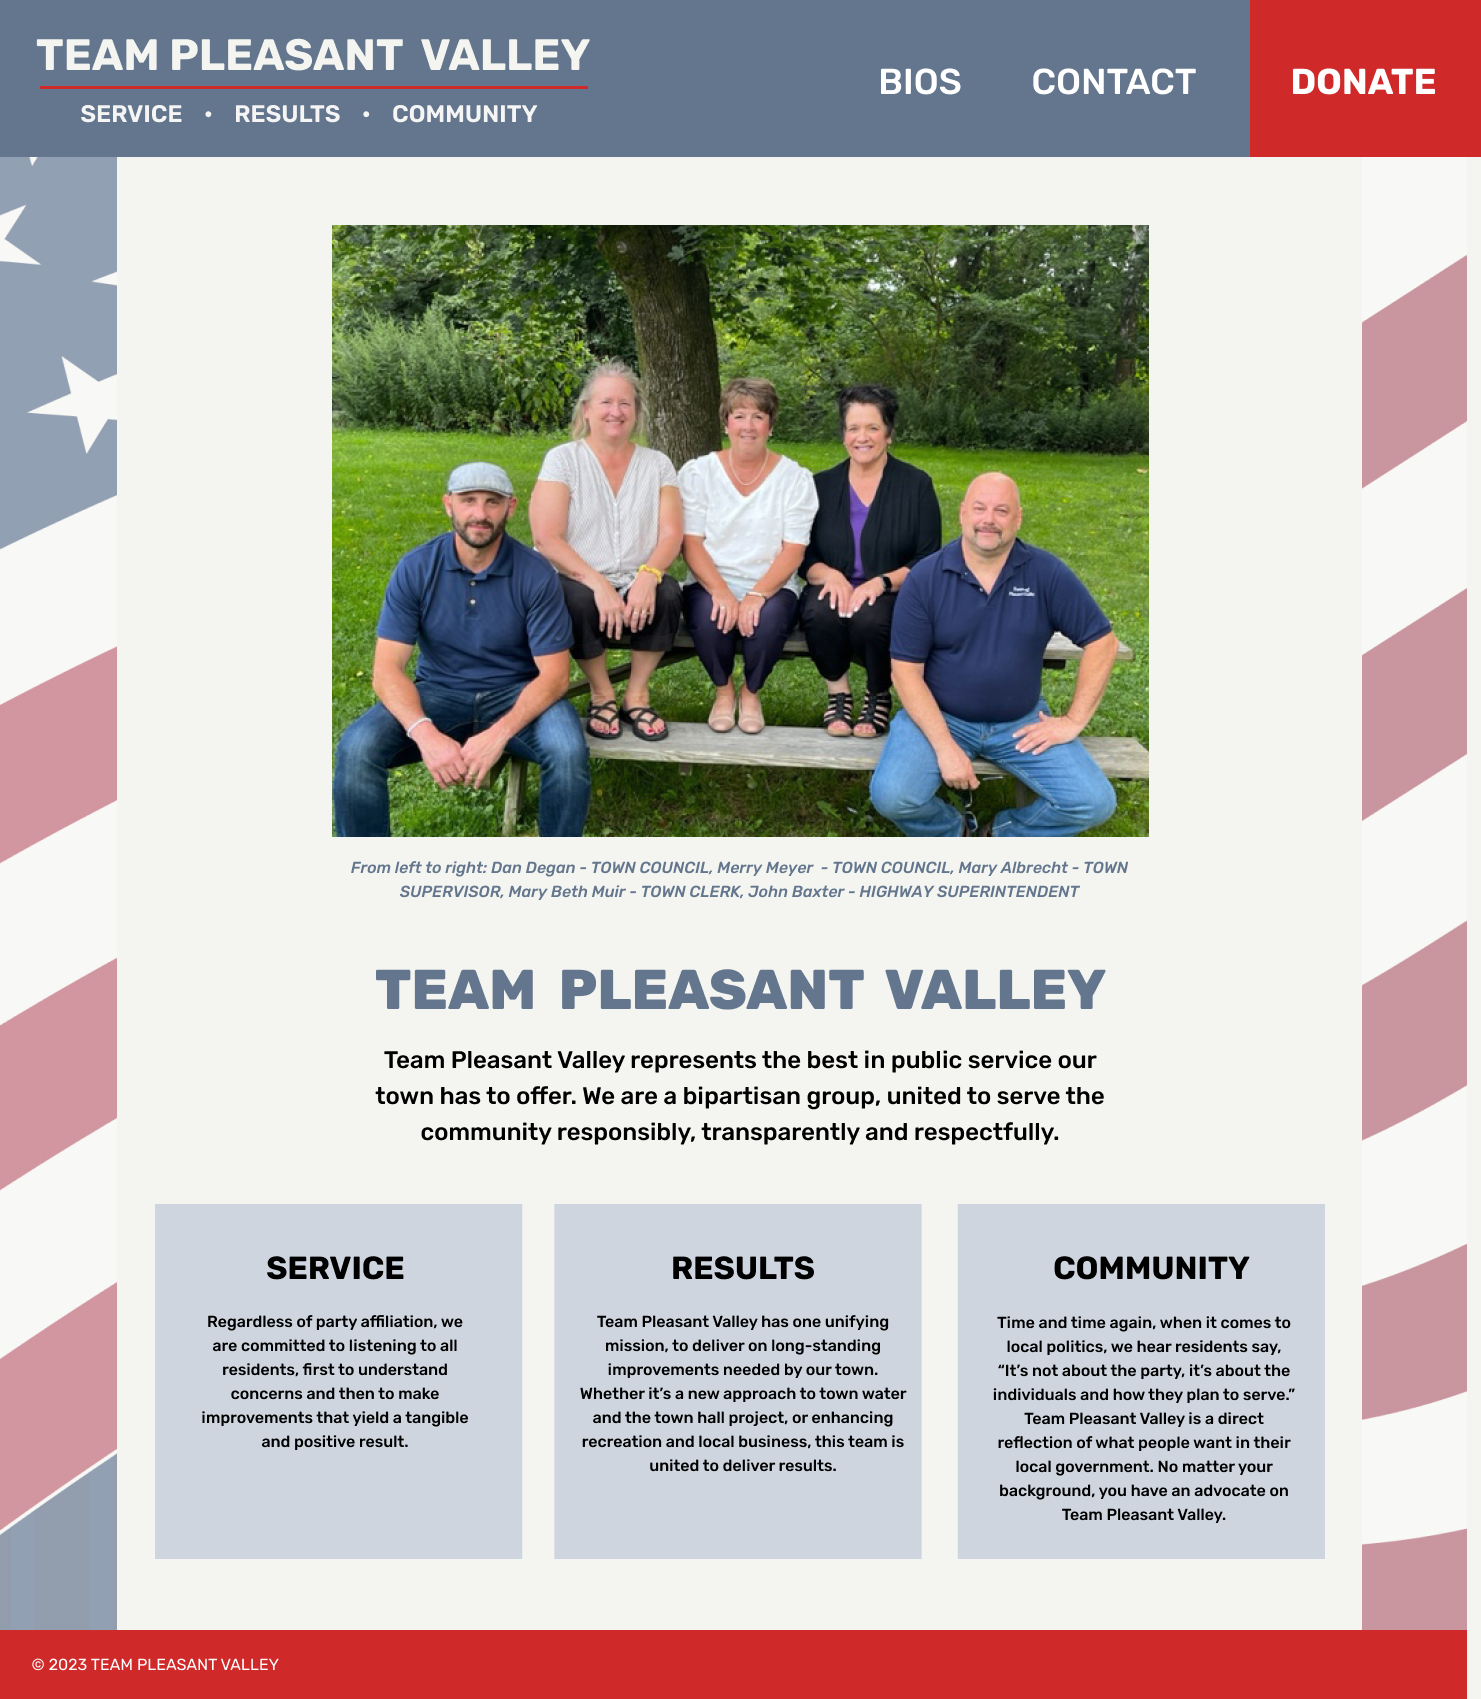 TEAM PLEASANT VALLEY
SERVICE • RESULTS • COMMUNITY
BIOS
CONTACT
DONATE
From left to right: Dan Degan - TOWN COUNCIL, Merry Meyer - TOWN COUNCIL, Mary Albrecht - TOWN
SUPERVISOR, Mary Beth Muir - TOWN CLERK, John Baxter - HIGHWAY SUPERINTENDENT
TEAM PLEASANT VALLEY
Team Pleasant Valley represents the best in public service our
town has to offer. We are a bipartisan group, united to serve the
community responsibly, transparently and respectfully.
SERVICE
Regardless of party affiliation, we
are committed to listening to all
residents, first to understand
concerns and then to make
improvements that yield a tangible
and positive result.
RESULTS
Team Pleasant Valley has one unifying
mission, to deliver on long-standing
improvements needed by our town.
Whether it’s a new approach to town water
and the town hall project, or enhancing
recreation and local business, this team is
united to deliver results.
COMMUNITY
Time and time again, when it comes to
local politics, we hear residents say,
“It’s not about the party, it’s about the
individuals and how they plan to serve.”
Team Pleasant Valley is a direct
reflection of what people want in their
local government. No matter your
background, you have an advocate on
Team Pleasant Valley.
© 2023 TEAM PLEASANT VALLEY